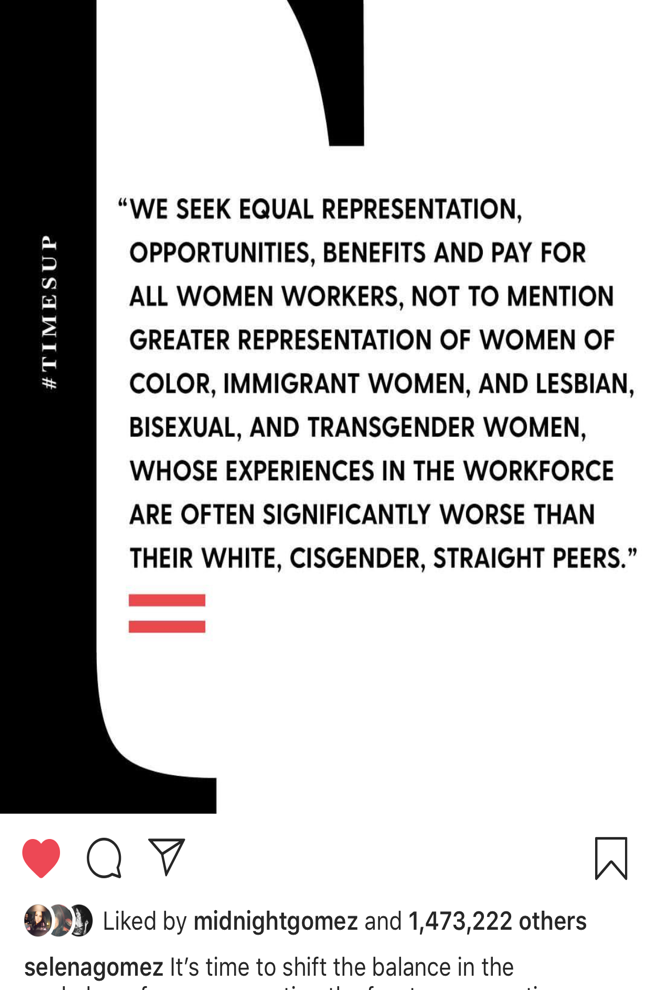 #TIMESUP
“WE SEEK EQUAL REPRESENTATION,
OPPORTUNITIES, BENEFITS AND PAY FOR
ALL WOMEN WORKERS, NOT TO MENTION
GREATER REPRESENTATION OF WOMEN OF
COLOR, IMMIGRANT WOMEN, AND LESBIAN,
BISEXUAL, AND TRANSGENDER WOMEN,
WHOSE EXPERIENCES IN THE WORKFORCE
ARE OFTEN SIGNIFICANTLY WORSE THAN
THEIR WHITE, CISGENDER, STRAIGHT PEERS.”
Liked by midnightgomez and 1,473,222 others
selenagomez It’s time to shift the balance in the